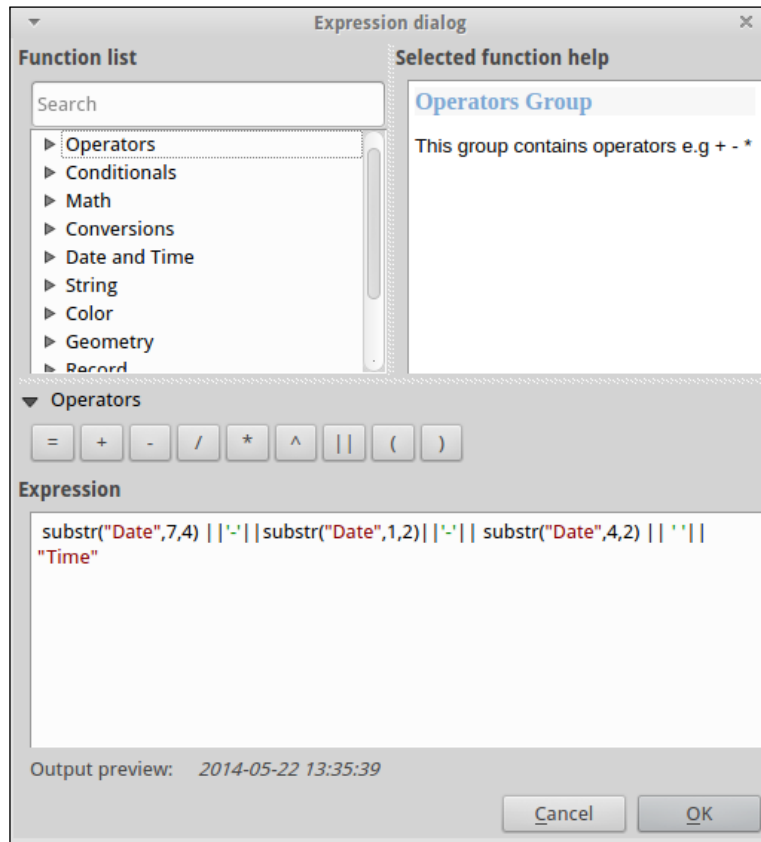 Expression dialog
Function list
Selected function help
Search
Operators
Conditionals
Math
Conversions
Date and Time
String
Color
Geometry
Record
Operators Group
This group contains operators e.g + - *
Operators
= + - / * ^ || ( )
Expression
substr("Date",7,4) ||'-'||substr("Date",1,2)||'-'|| substr("Date",4,2) || ' '||
"Time"
Output preview: 2014-05-22 13:35:39
Cancel OK